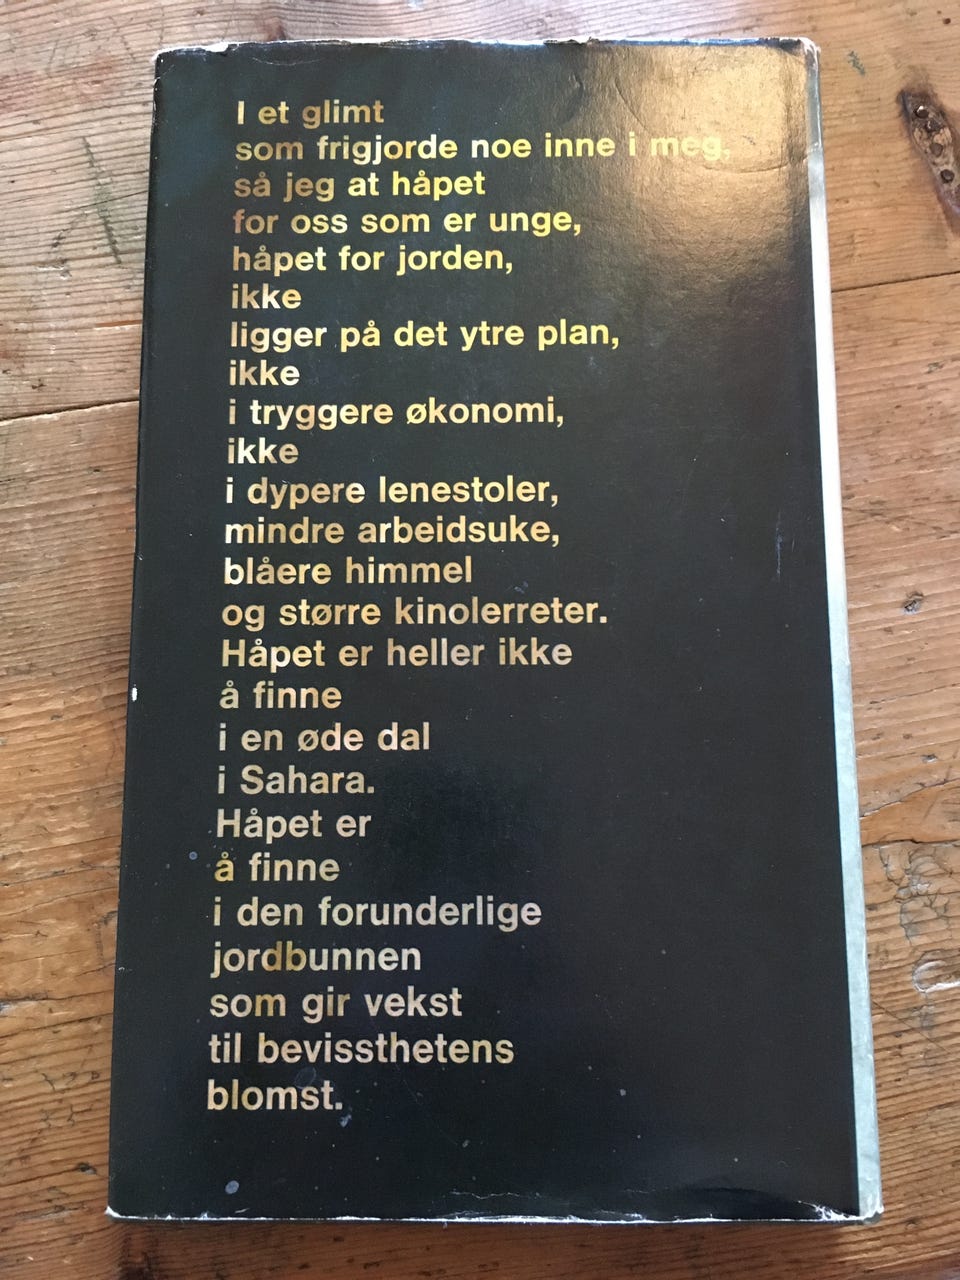 I et glimt
som frigjorde noe inne i meg,
så jeg at håpet
for oss som er unge,
håpet for jorden,
ikke
ligger på det ytre plan,
ikke
i tryggere økonomi,
ikke
i dypere lenestoler,
mindre arbeidsuke,
blåere himmel
og større kinolerreter.
Håpet er heller ikke
å finne
i en øde dal
i Sahara.
Håpet er
å finne
i den forunderlige
jordbunnen
som gir vekst
til bevissthetens
blomst.